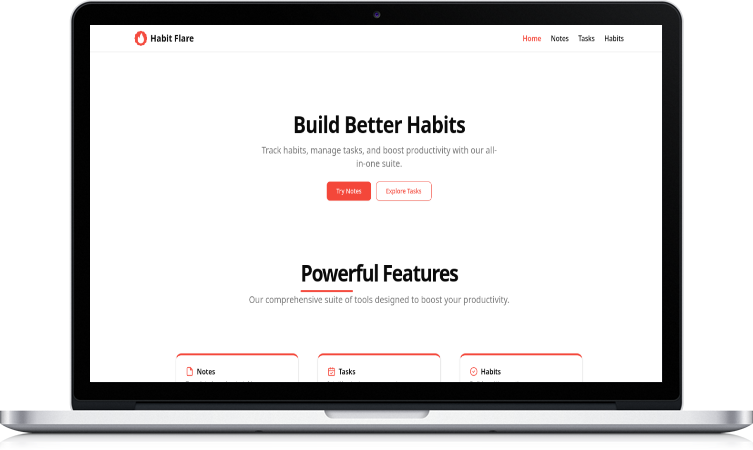 Habit Flare
Home Notes Tasks Habits
Build Better Habits
Track habits, manage tasks, and boost productivity with our all-
in-one suite.
Try Notes Explore Tasks
Powerful Features
Our comprehensive suite of tools designed to boost your productivity.
Notes Tasks Habits